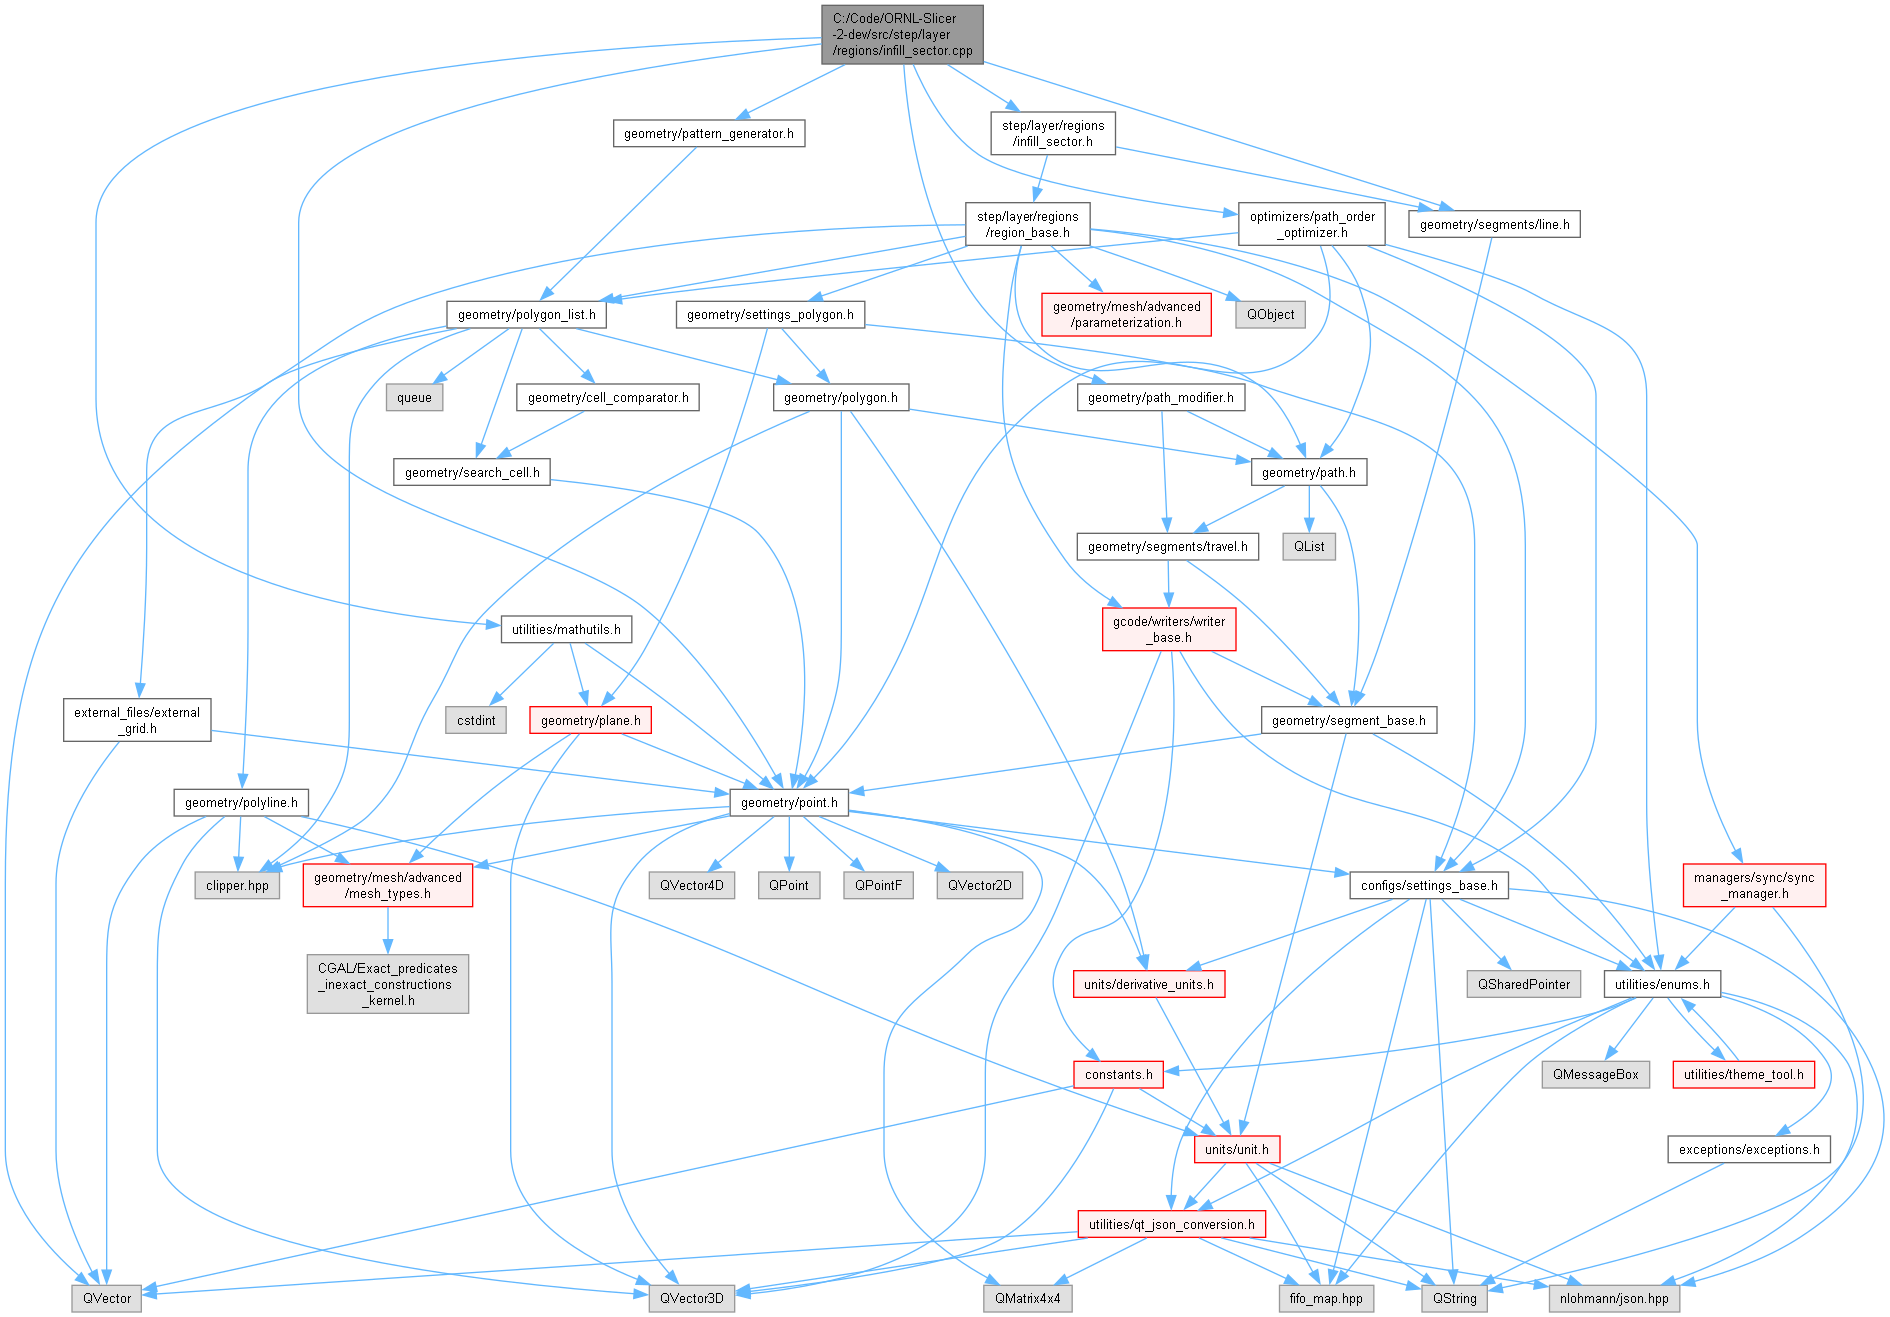 C:/Code/ORNL-Slicer
-2-dev/src/step/layer
/regions/infill_sector.cpp
geometry/pattern_generator.h
step/layer/regions
/infill_sector.h
step/layer/regions
/region_base.h
optimizers/path_order
_optimizer.h
geometry/segments/line.h
geometry/polygon_list.h
geometry/settings_polygon.h
geometry/mesh/advanced
/parameterization.h
QObject
queue
geometry/cell_comparator.h
geometry/polygon.h
geometry/path_modifier.h
geometry/search_cell.h
geometry/path.h
geometry/segments/travel.h
QList
utilities/mathutils.h
gcode/writers/writer
_base.h
external_files/external
_grid.h
cstdint
geometry/plane.h
geometry/segment_base.h
geometry/polyline.h
geometry/point.h
clipper.hpp
geometry/mesh/advanced
/mesh_types.h
QVector4D
QPoint
QPointF
QVector2D
configs/settings_base.h
managers/sync/sync
_manager.h
CGAL/Exact_predicates
_inexact_constructions
_kernel.h
units/derivative_units.h
QSharedPointer
utilities/enums.h
constants.h
QMessageBox
utilities/theme_tool.h
units/unit.h
exceptions/exceptions.h
utilities/qt_json_conversion.h
QVector
QVector3D
QMatrix4x4
fifo_map.hpp
QString
nlohmann/json.hpp